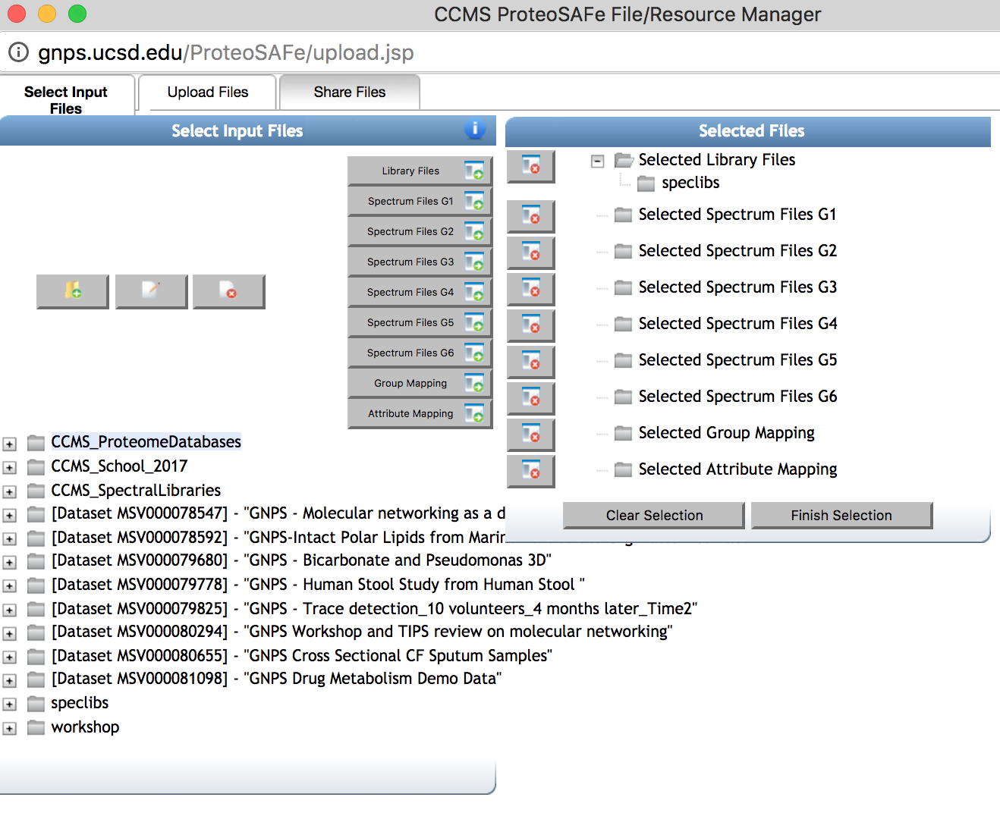 CCMS ProteoSAFe File/Resource Manager
gnps.ucsd.edu/ProteoSAFe/upload.jsp
Select Input
Files
Upload Files
Share Files
Select Input Files
Library Files
Spectrum Files G1
Spectrum Files G2
Spectrum Files G3
Spectrum Files G4
Spectrum Files G5
Spectrum Files G6
Group Mapping
Attribute Mapping
CCMS_ProteomeDatabases
CCMS_School_2017
CCMS_SpectralLibraries
[Dataset MSV000078547] - "GNPS - Molecular networking as a d
[Dataset MSV000078592] - "GNPS-Intact Polar Lipids from Marin
[Dataset MSV000079680] - "GNPS - Bicarbonate and Pseudomonas 3D"
[Dataset MSV000079778] - "GNPS - Human Stool Study from Human Stool "
[Dataset MSV000079825] - "GNPS - Trace detection_10 volunteers_4 months later_Time2"
[Dataset MSV000080294] - "GNPS Workshop and TIPS review on molecular networking"
[Dataset MSV000080655] - "GNPS Cross Sectional CF Sputum Samples"
[Dataset MSV000081098] - "GNPS Drug Metabolism Demo Data"
speclibs
workshop
Selected Files
Selected Library Files
speclibs
Selected Spectrum Files G1
Selected Spectrum Files G2
Selected Spectrum Files G3
Selected Spectrum Files G4
Selected Spectrum Files G5
Selected Spectrum Files G6
Selected Group Mapping
Selected Attribute Mapping
Clear Selection
Finish Selection